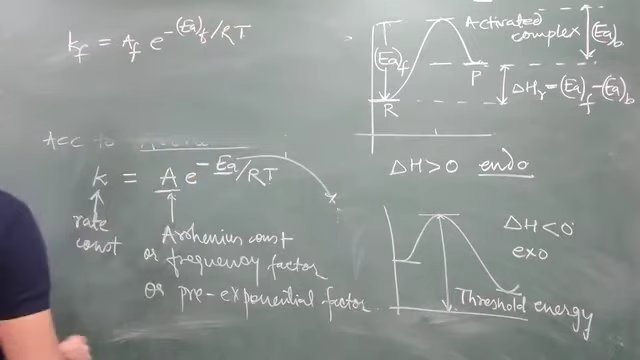 k_f = A_f e^-(Ea)_f/RT
Acc to
k = A e^-Ea/RT
rate
const
Arrhenius const
or frequency factor
or pre-exponential factor
Activated
complex
(Ea)_b
(Ea)_f
P
R
ΔH_r = (Ea)_f - (Ea)_b
ΔH>0 endo
ΔH<0
exo
Threshold energy